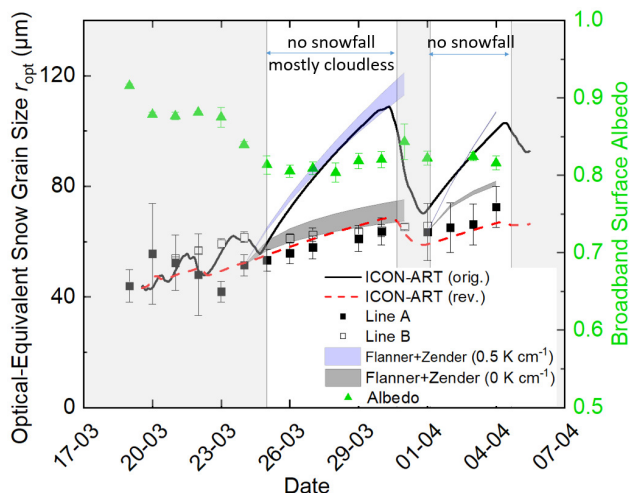 Optical-Equivalent Snow Grain Size r_opt (µm)
0
40
80
120
no snowfall
mostly cloudless
no snowfall
ICON-ART (orig.)
ICON-ART (rev.)
Line A
Line B
Flanner+Zender (0.5 K cm⁻¹)
Flanner+Zender (0 K cm⁻¹)
Albedo
1.0
0.9
0.8
0.7
0.6
0.5
Broadband Surface Albedo
17-03
20-03
23-03
26-03
29-03
01-04
04-04
07-04
Date